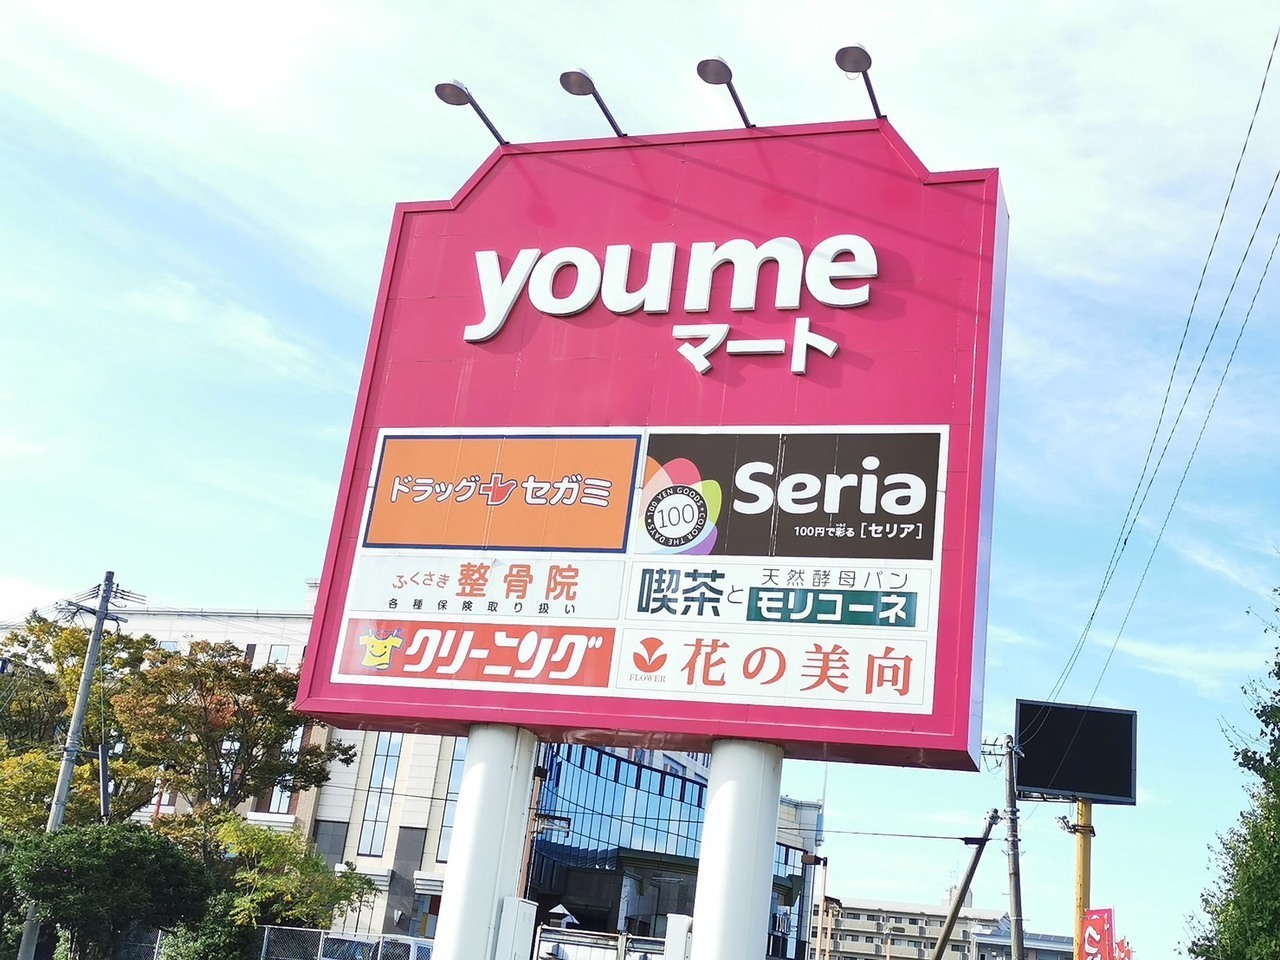 youme
マート
ドラッグ セガミ
100 YEN GOODS
100
COLOR THE DAYS
Seria
100円で彩る [セリア]
いろど
ふくさき 整骨院
各種保険取り扱い
喫茶と
天然酵母パン
モリコーネ
クリーニング
FLOWER
花の美向